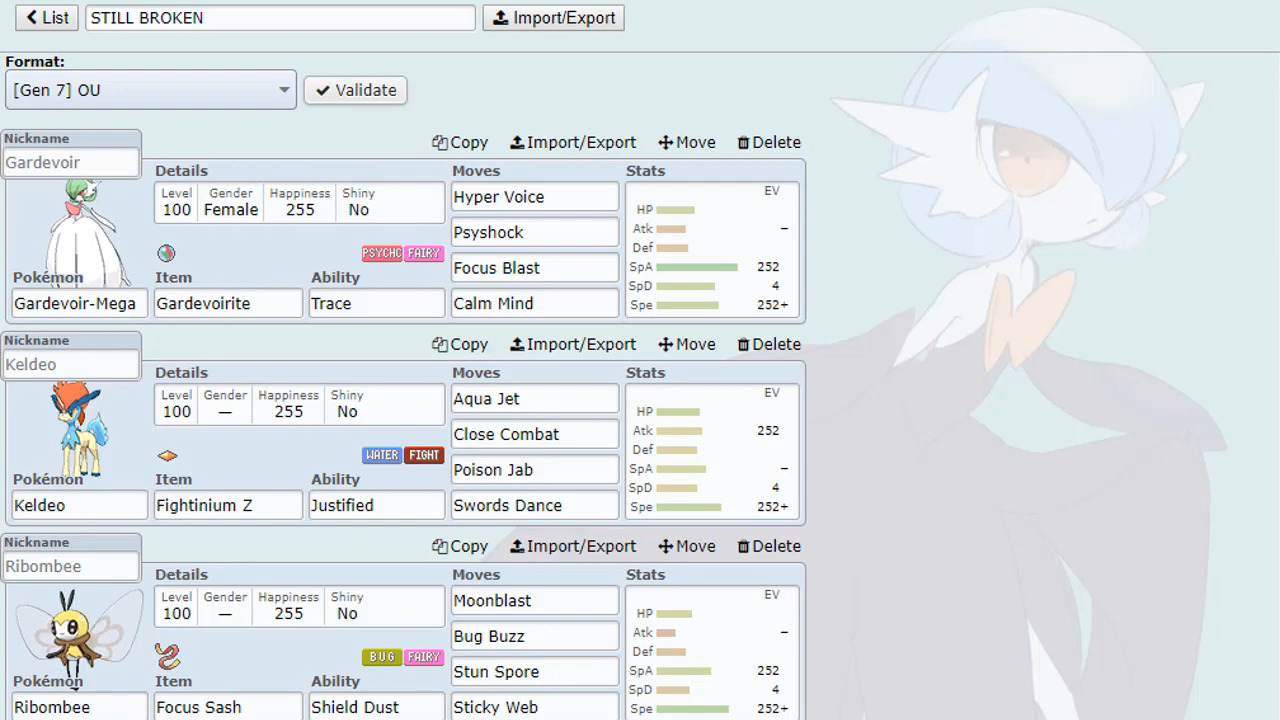 List STILL BROKEN Import/Export
Format:
[Gen 7] OU Validate
Nickname Copy Import/Export Move Delete
Gardevoir Details Moves Stats
Level Gender Happiness Shiny EV
100 Female 255 No Hyper Voice HP
Psyshock Atk –
PSYCHC FAIRY Focus Blast Def
Pokémon Item Ability SpA 252
Gardevoir-Mega Gardevoirite Trace Calm Mind SpD 4
Spe 252+
Nickname Copy Import/Export Move Delete
Keldeo Details Moves Stats
Level Gender Happiness Shiny EV
100 — 255 No Aqua Jet HP
Close Combat Atk 252
WATER FIGHT Poison Jab Def
Pokémon Item Ability SpA –
Keldeo Fightinium Z Justified Swords Dance SpD 4
Spe 252+
Nickname Copy Import/Export Move Delete
Ribombee Details Moves Stats
Level Gender Happiness Shiny EV
100 — 255 No Moonblast HP
Bug Buzz Atk –
BUG FAIRY Stun Spore Def
Pokémon Item Ability SpA 252
Ribombee Focus Sash Shield Dust Sticky Web SpD 4
Spe 252+